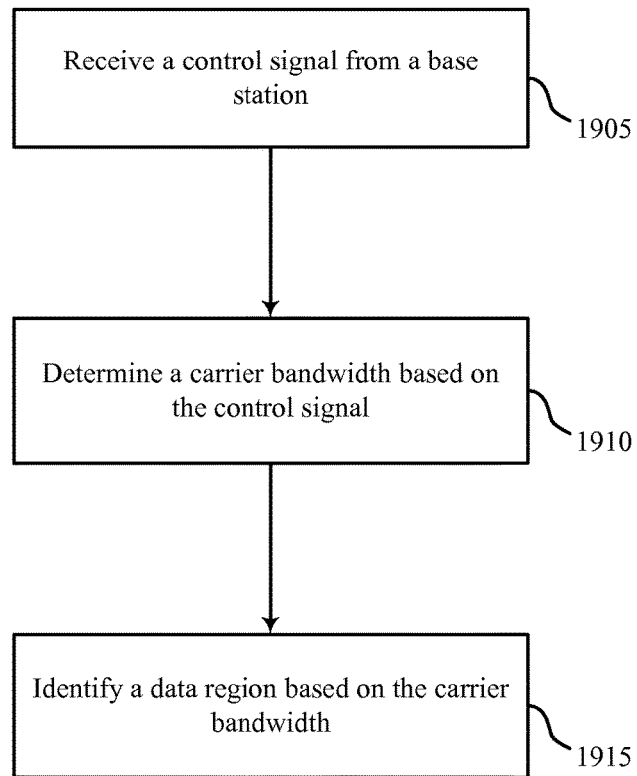 Receive a control signal from a base
station
1905
Determine a carrier bandwidth based on
the control signal
1910
Identify a data region based on the carrier
bandwidth
1915